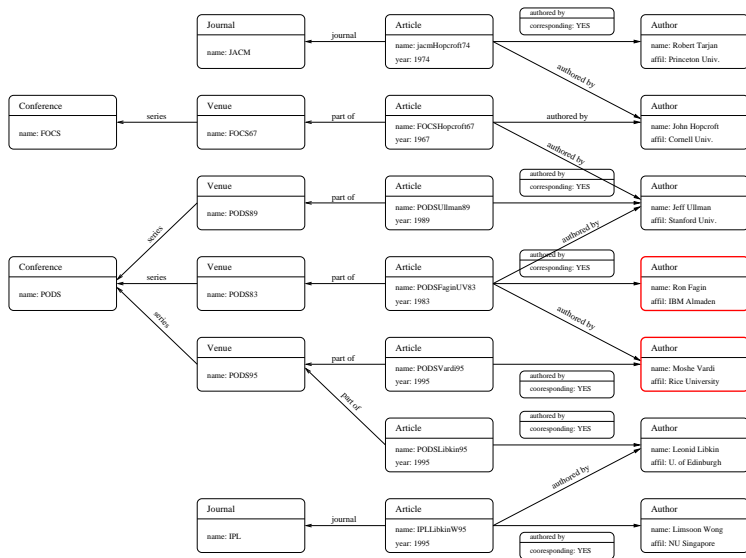 authored by
corresponding: YES
Journal
name: JACM
journal
Article
name: jacmHopcroft74
year: 1974
Author
name: Robert Tarjan
affil: Princeton Univ.
authored by
Conference
name: FOCS
series
Venue
name: FOCS67
part of
Article
name: FOCSHopcroft67
year: 1967
authored by
Author
name: John Hopcroft
affil: Cornell Univ.
authored by
Venue
name: PODS89
part of
Article
name: PODSUllman89
year: 1989
authored by
corresponding: YES
Author
name: Jeff Ullman
affil: Stanford Univ.
series
authored by
Conference
name: PODS
series
Venue
name: PODS83
part of
Article
name: PODSFaginUV83
year: 1983
authored by
corresponding: YES
Author
name: Ron Fagin
affil: IBM Almaden
series
authored by
Venue
name: PODS95
part of
Article
name: PODSVardi95
year: 1995
authored by
cooresponding: YES
Author
name: Moshe Vardi
affil: Rice University
part of
Article
name: PODSLibkin95
year: 1995
authored by
cooresponding: YES
Author
name: Leonid Libkin
affil: U. of Edinburgh
authored by
Journal
name: IPL
journal
Article
name: IPLLibkinW95
year: 1995
authored by
cooresponding: YES
Author
name: Limsoon Wong
affil: NU Singapore